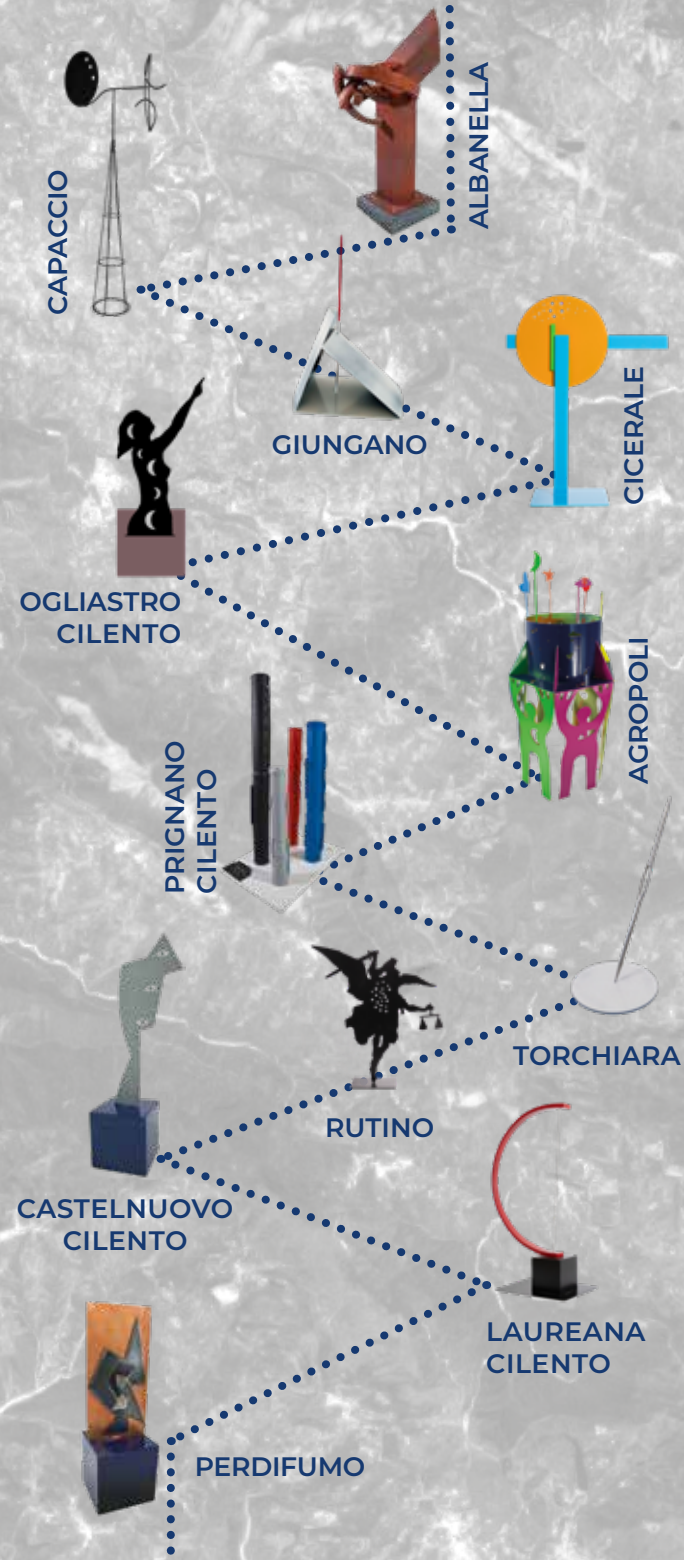 ALBANELLA
CAPACCIO
GIUNGANO
CICERALE
OGLIASTRO
CILENTO
AGROPOLI
PRIGNANO
CILENTO
TORCHIARA
RUTINO
CASTELNUOVO
CILENTO
LAUREANA
CILENTO
PERDIFUMO